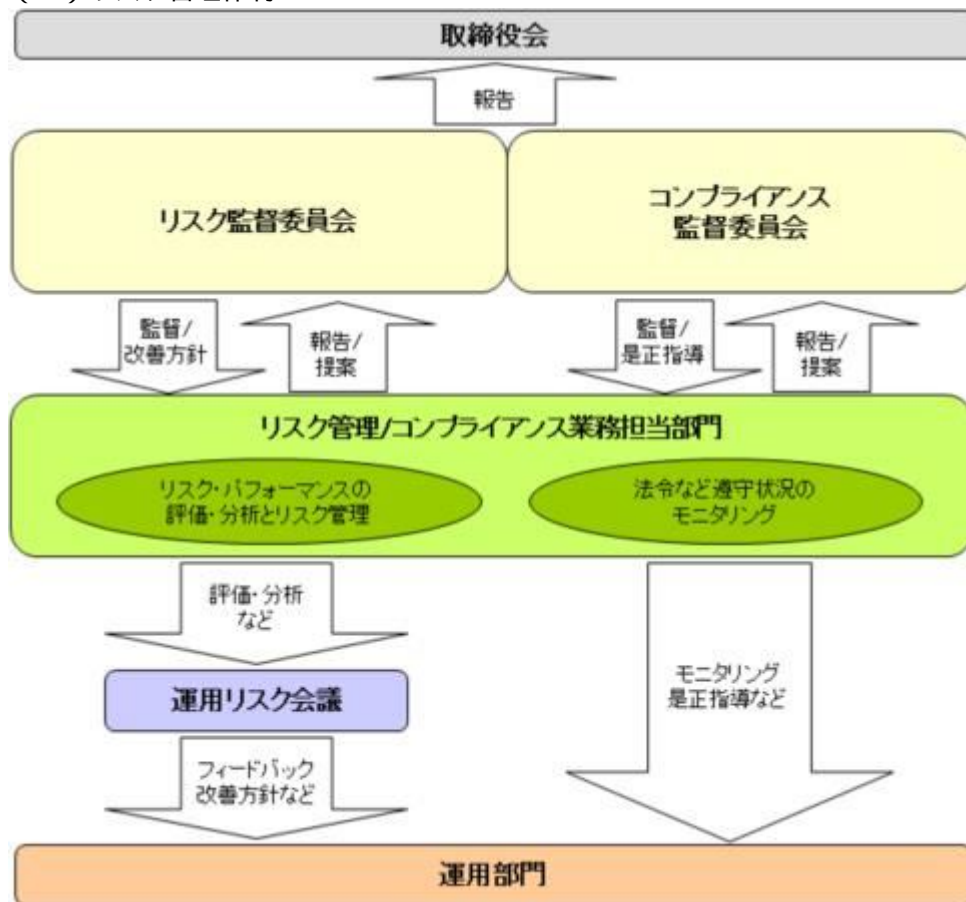 取締役会
報告
リスク監督委員会
コンプライアンス
監督委員会
監督/
改善方針
報告/
提案
監督/
是正指導
報告/
提案
リスク管理/コンプライアンス業務担当部門
リスク・パフォーマンスの
評価・分析とリスク管理
法令など遵守状況の
モニタリング
評価・分析
など
運用リスク会議
モニタリング
是正指導など
フィードバック
改善方針など
運用部門